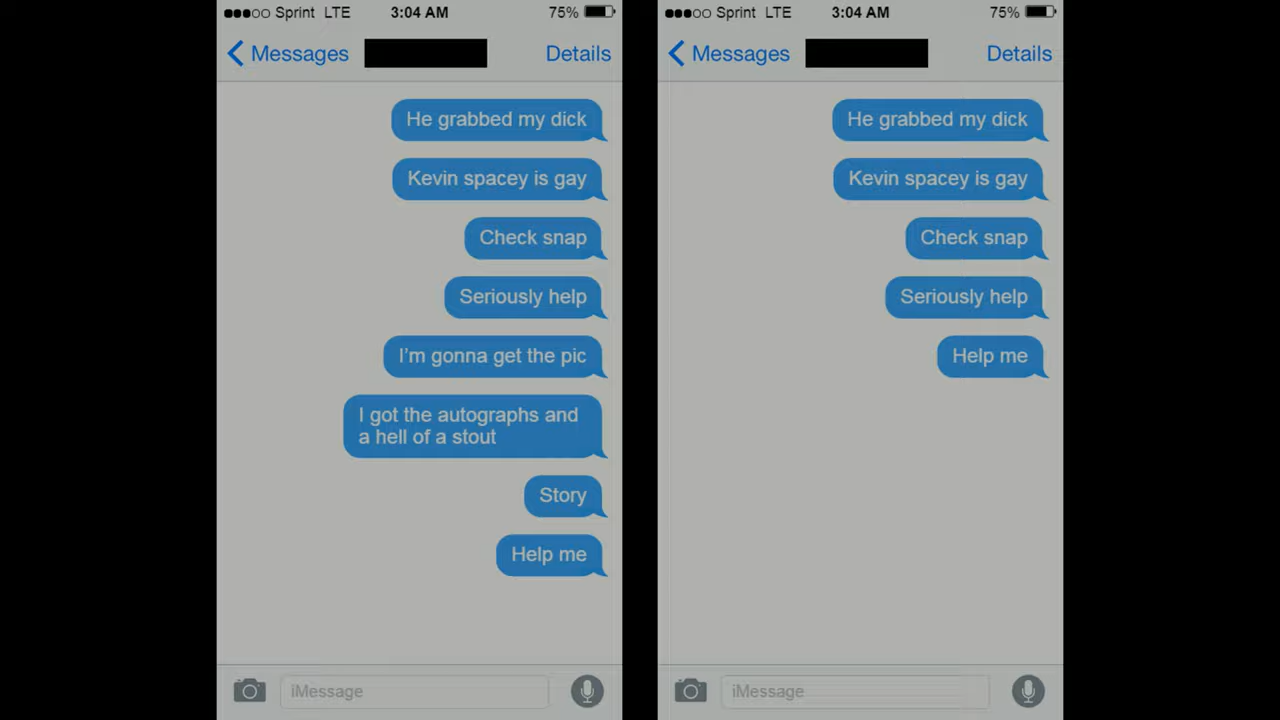 Sprint LTE 3:04 AM 75%
Messages Details
He grabbed my dick
Kevin spacey is gay
Check snap
Seriously help
I'm gonna get the pic
I got the autographs and
a hell of a stout
Story
Help me
iMessage
Sprint LTE 3:04 AM 75%
Messages Details
He grabbed my dick
Kevin spacey is gay
Check snap
Seriously help
Help me
iMessage